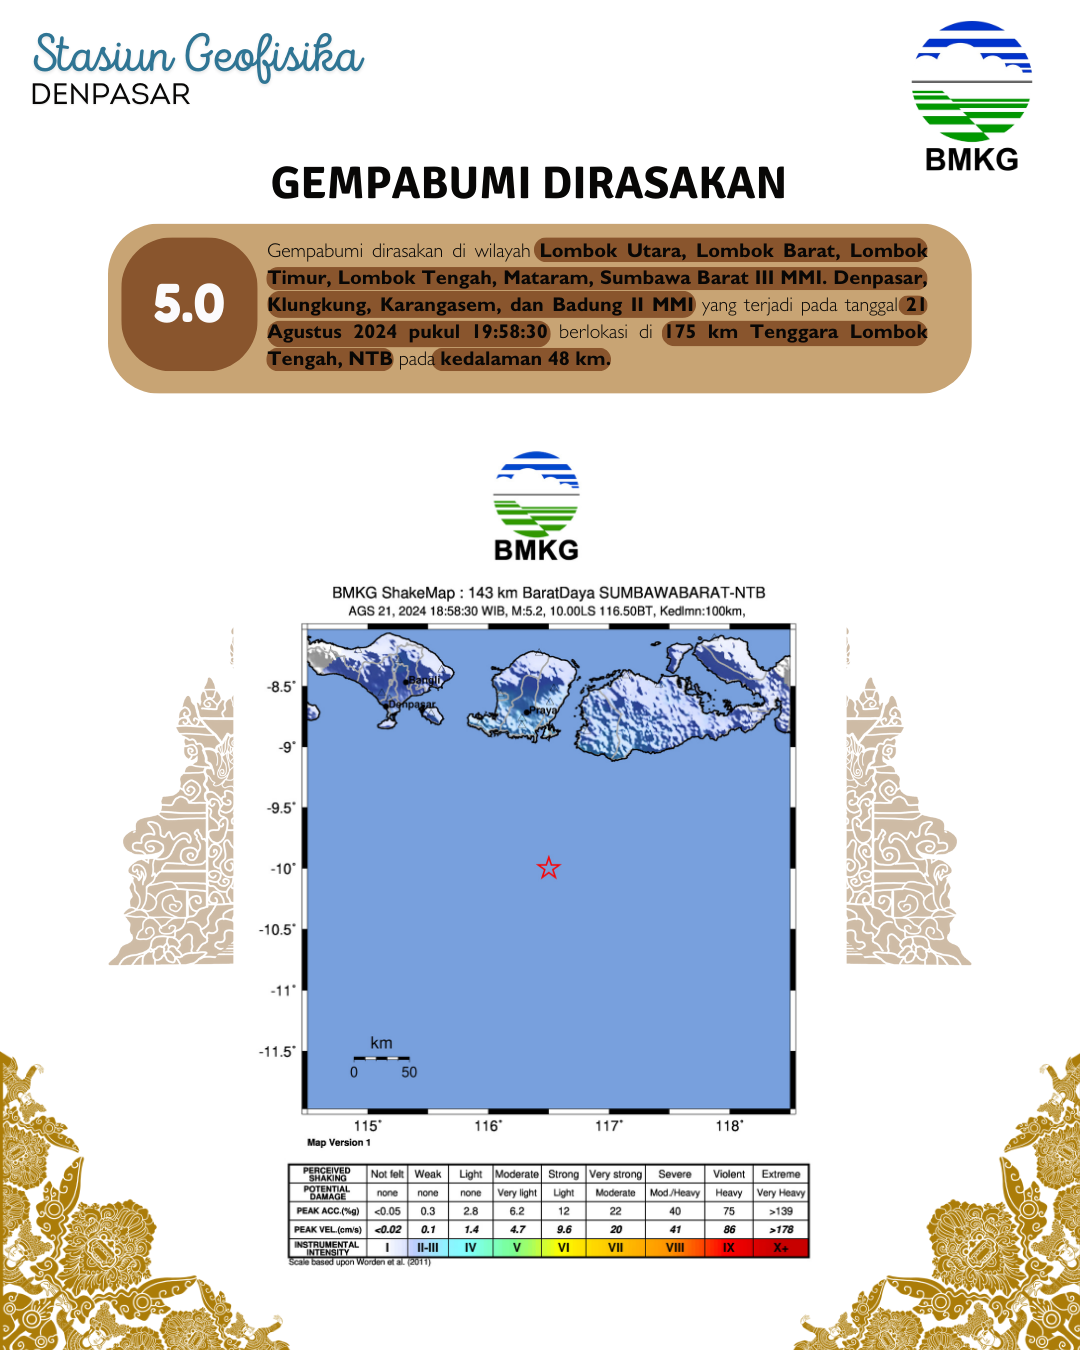 Stasiun Geofisika
DENPASAR
BMKG
GEMPABUMI DIRASAKAN
5.0
Gempabumi dirasakan di wilayah Lombok Utara, Lombok Barat, Lombok
Timur, Lombok Tengah, Mataram, Sumbawa Barat III MMI. Denpasar,
Klungkung, Karangasem, dan Badung II MMI yang terjadi pada tanggal 21
Agustus 2024 pukul 19:58:30 berlokasi di 175 km Tenggara Lombok
Tengah, NTB pada kedalaman 48 km.
BMKG
BMKG ShakeMap : 143 km BaratDaya SUMBAWABARAT-NTB
AGS 21, 2024 18:58:30 WIB, M:5.2, 10.00LS 116.50BT, Kedlmn:100km,
Bangli
Denpasar
Praya
-8.5°
-9°
-9.5°
-10°
-10.5°
-11°
-11.5°
km
0 50
115° 116° 117° 118°
Map Version 1
PERCEIVED SHAKING Not felt Weak Light Moderate Strong Very strong Severe Violent Extreme
POTENTIAL DAMAGE none none none Very light Light Moderate Mod./Heavy Heavy Very Heavy
PEAK ACC.(%g) <0.05 0.3 2.8 6.2 12 22 40 75 >139
PEAK VEL.(cm/s) <0.02 0.1 1.4 4.7 9.6 20 41 86 >178
INSTRUMENTAL INTENSITY I II-III IV V VI VII VIII IX X+
Scale based upon Worden et al. (2011)